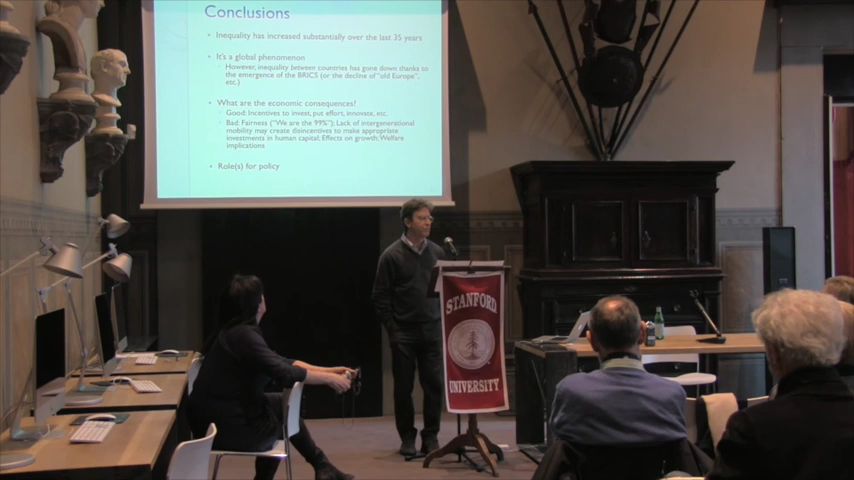 Conclusions
Inequality has increased substantially over the last 35 years
It's a global phenomenon
However, inequality between countries has gone down thanks to
the emergence of the BRICS (or the decline of "old Europe",
etc.)
What are the economic consequences?
Good: Incentives to invest, put effort, innovate, etc.
Bad: Fairness ("We are the 99%"); Lack of intergenerational
mobility may create disincentives to make appropriate
investments in human capital; Effects on growth; Welfare
implications
Role(s) for policy
STANFORD
UNIVERSITY